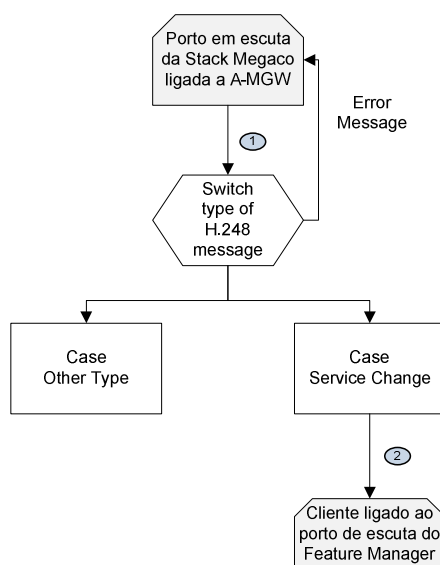 Porto em escuta
da Stack Megaco
ligada a A-MGW
Error
Message
1
Switch
type of
H.248
message
Case
Other Type
Case
Service Change
2
Cliente ligado ao
porto de escuta do
Feature Manager